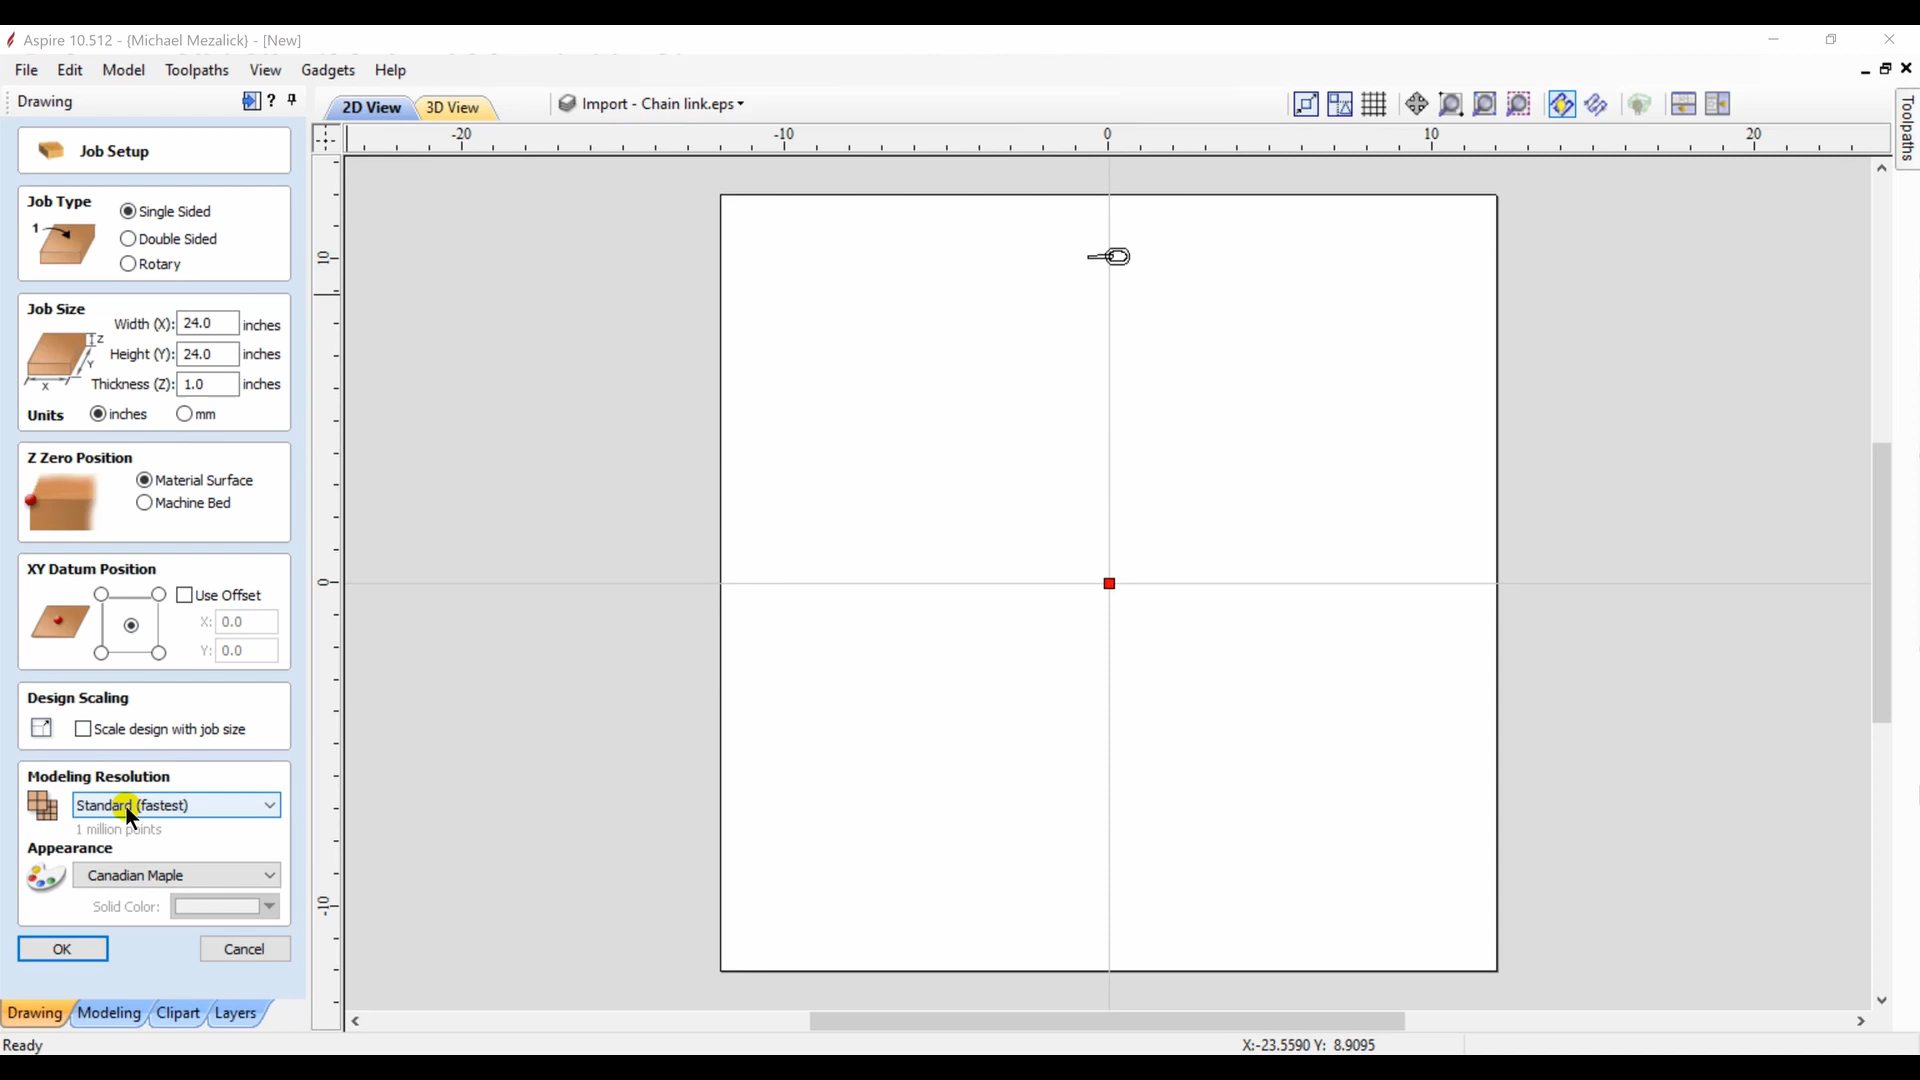 Aspire 10.512 - {Michael Mezalick} - [New]
File Edit Model Toolpaths View Gadgets Help
Drawing ?
2D View 3D View Import - Chain link.eps
Toolpaths
-20 -10 0 10 20
Job Setup
Job Type
1
Single Sided
Double Sided
Rotary
10
Job Size
Width (X): 24.0 inches
Z
Height (Y): 24.0 inches
Y
X
Thickness (Z): 1.0 inches
Units inches mm
Z Zero Position
Material Surface
Machine Bed
XY Datum Position
0
Use Offset
X: 0.0
Y: 0.0
Design Scaling
Scale design with job size
Modeling Resolution
Standard (fastest)
1 million points
Appearance
Canadian Maple
Solid Color:
-10
OK Cancel
Drawing Modeling Clipart Layers
Ready X:-23.5590 Y: 8.9095